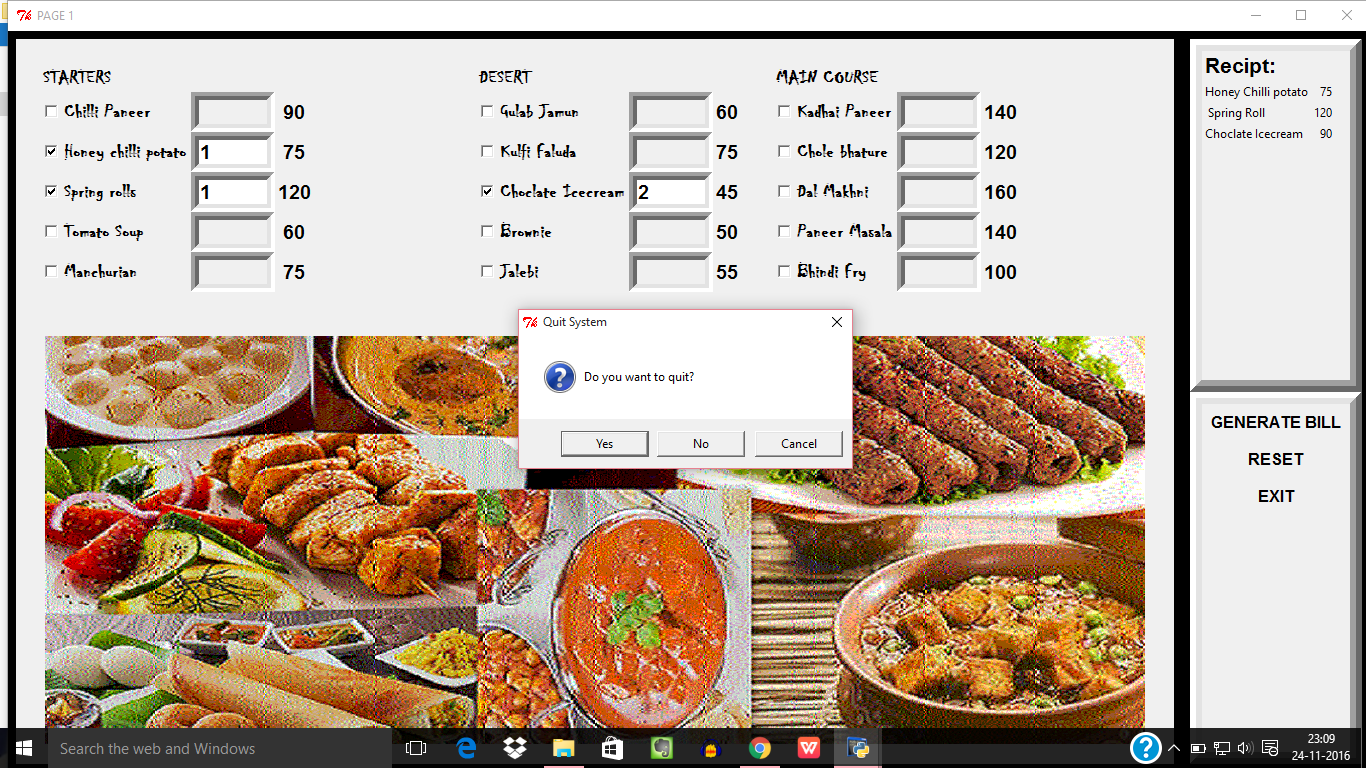 PAGE 1
STARTERS DESERT MAIN COURSE
Chilli Paneer 90 Gulab Jamun 60 Kadhai Paneer 140
Honey chilli potato 1 75 Kulfi Faluda 75 Chole bhature 120
Spring rolls 1 120 Choclate Icecream 2 45 Dal Makhni 160
Tomato Soup 60 Brownie 50 Paneer Masala 140
Manchurian 75 Jalebi 55 Bhindi Fry 100
Recipt:
Honey Chilli potato 75
Spring Roll 120
Choclate Icecream 90
Quit System
Do you want to quit?
Yes No Cancel
GENERATE BILL
RESET
EXIT
Search the web and Windows
23:09
24-11-2016